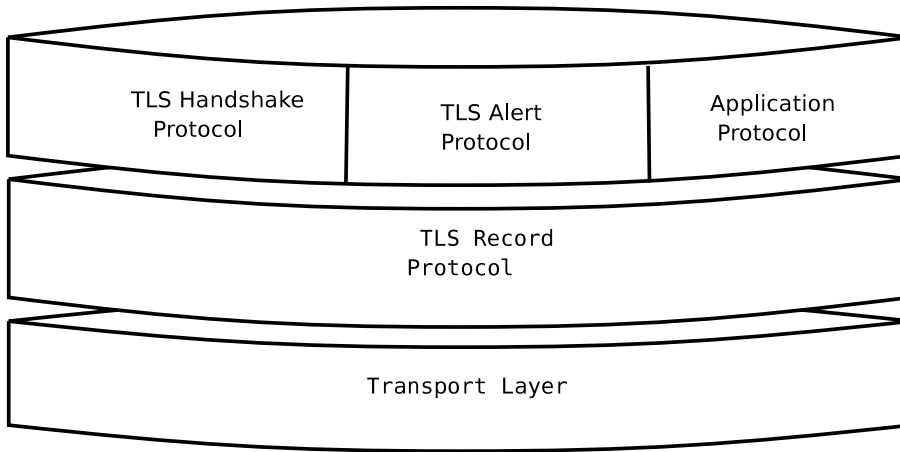 TLS Handshake
Protocol
TLS Alert
Protocol
Application
Protocol
TLS Record
Protocol
Transport Layer